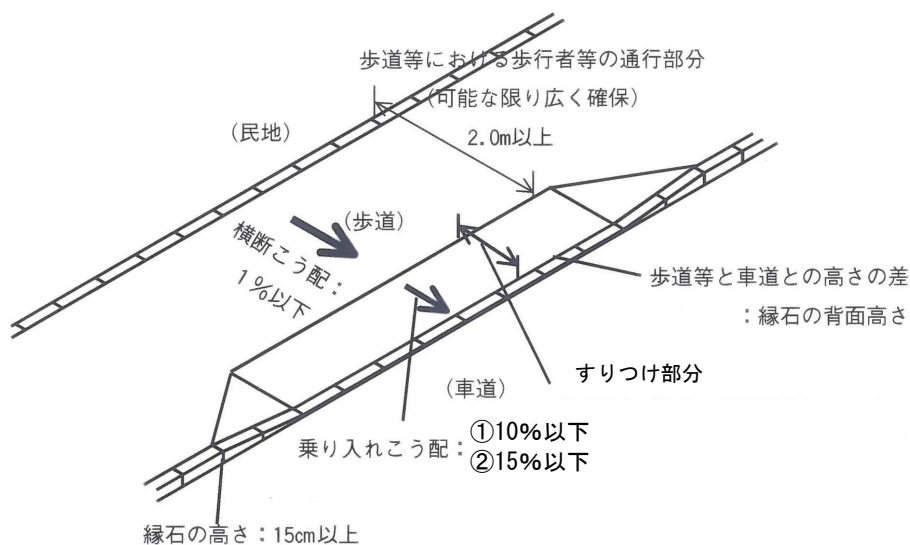 歩道等における歩行者等の通行部分
(可能な限り広く確保)
2.0m以上
(民地)
(歩道)
横断こう配：
1%以下
歩道等と車道との高さの差
：縁石の背面高さ
すりつけ部分
(車道)
乗り入れこう配：
①10%以下
②15%以下
縁石の高さ：15cm以上